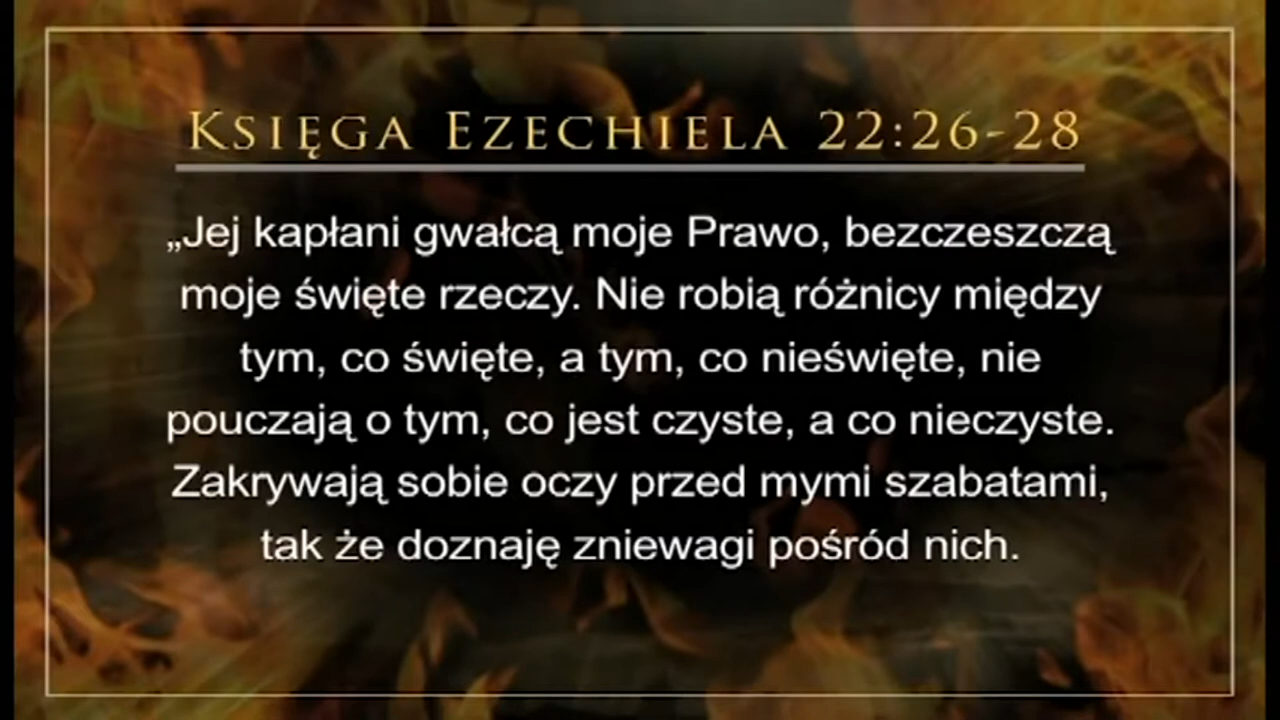 Księga Ezechiela 22:26-28
„Jej kapłani gwałcą moje Prawo, bezczeszczą
moje święte rzeczy. Nie robią różnicy między
tym, co święte, a tym, co nieświęte, nie
pouczają o tym, co jest czyste, a co nieczyste.
Zakrywają sobie oczy przed mymi szabatami,
tak że doznaję zniewagi pośród nich.